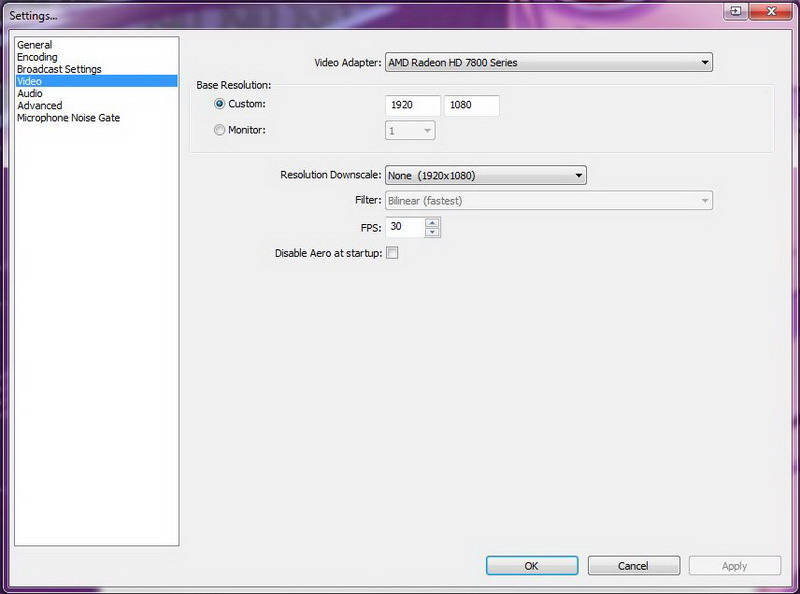 Settings...
General
Encoding
Broadcast Settings
Video
Audio
Advanced
Microphone Noise Gate
Video Adapter: AMD Radeon HD 7800 Series
Base Resolution:
Custom: 1920 1080
Monitor: 1
Resolution Downscale: None (1920x1080)
Filter: Bilinear (fastest)
FPS: 30
Disable Aero at startup:
OK Cancel Apply